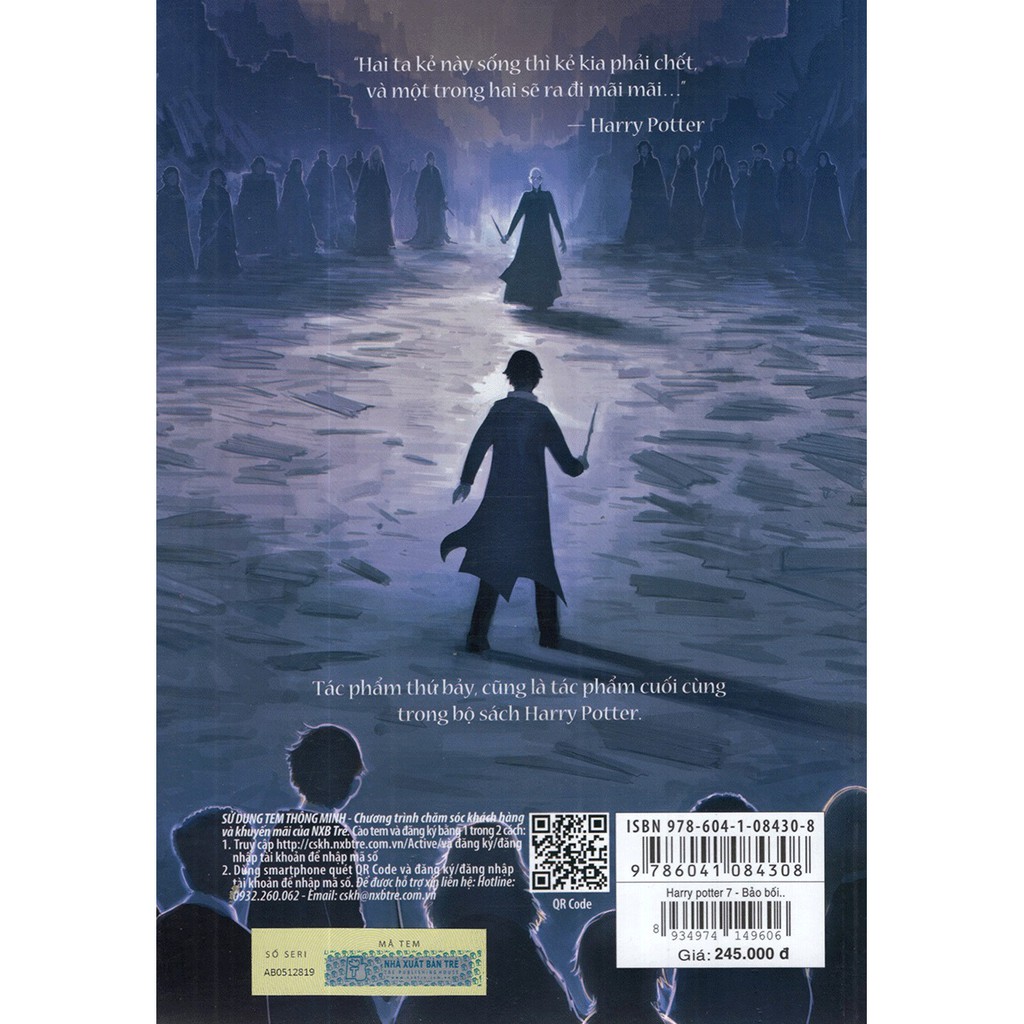 "Hai ta kẻ này sống thì kẻ kia phải chết,
và một trong hai sẽ ra đi mãi mãi..."
— Harry Potter
Tác phẩm thứ bảy, cũng là tác phẩm cuối cùng
trong bộ sách Harry Potter.
SỬ DỤNG TEM THÔNG MINH - Chương trình chăm sóc khách hàng
và khuyến mãi của NXB Trẻ. Cào tem và đăng ký bằng 1 trong 2 cách:
1. Truy cập http://cskh.nxbtre.com.vn/Active/và đăng ký/đăng
nhập tài khoản để nhập mã số
2. Dùng smartphone quét QR Code và đăng ký/đăng nhập
tài khoản để nhập mã số. Để được hỗ trợ xin liên hệ: Hotline:
0932.260.062 - Email: cskh@nxbtre.com.vn
QR Code
ISBN 978-604-1-08430-8
9 786041 084308
Harry potter 7 - Bảo bối..
8 934974 149606
Giá: 245.000 đ
MÃ TEM
SỐ SERI
AB0512819
NHÀ XUẤT BẢN TRẺ
TRE PUBLISHING HOUSE